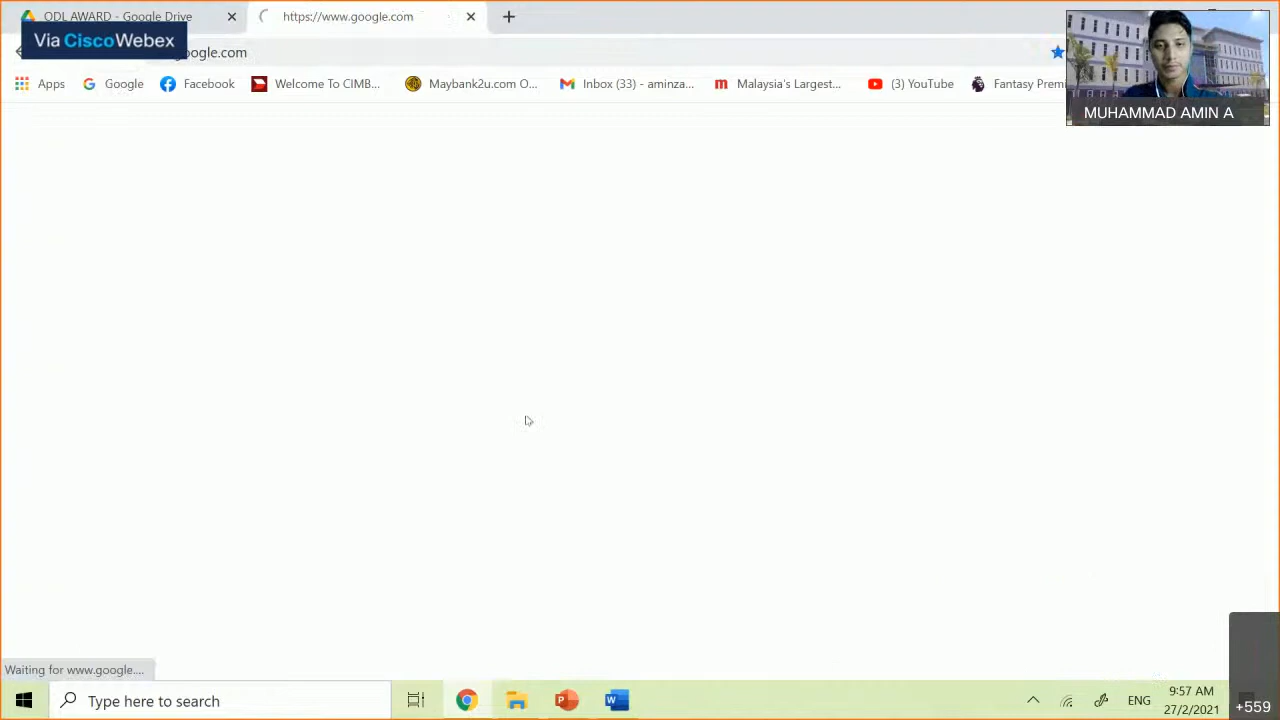 ODL AWARD - Google Drive
https://www.google.com
Via CiscoWebex
google.com
Apps
Google
Facebook
Welcome To CIMB...
Maybank2u.com O...
Inbox (33) - aminza...
Malaysia's Largest...
(3) YouTube
Fantasy Premi
MUHAMMAD AMIN A
Waiting for www.google....
Type here to search
ENG
9:57 AM
27/2/2021
+559